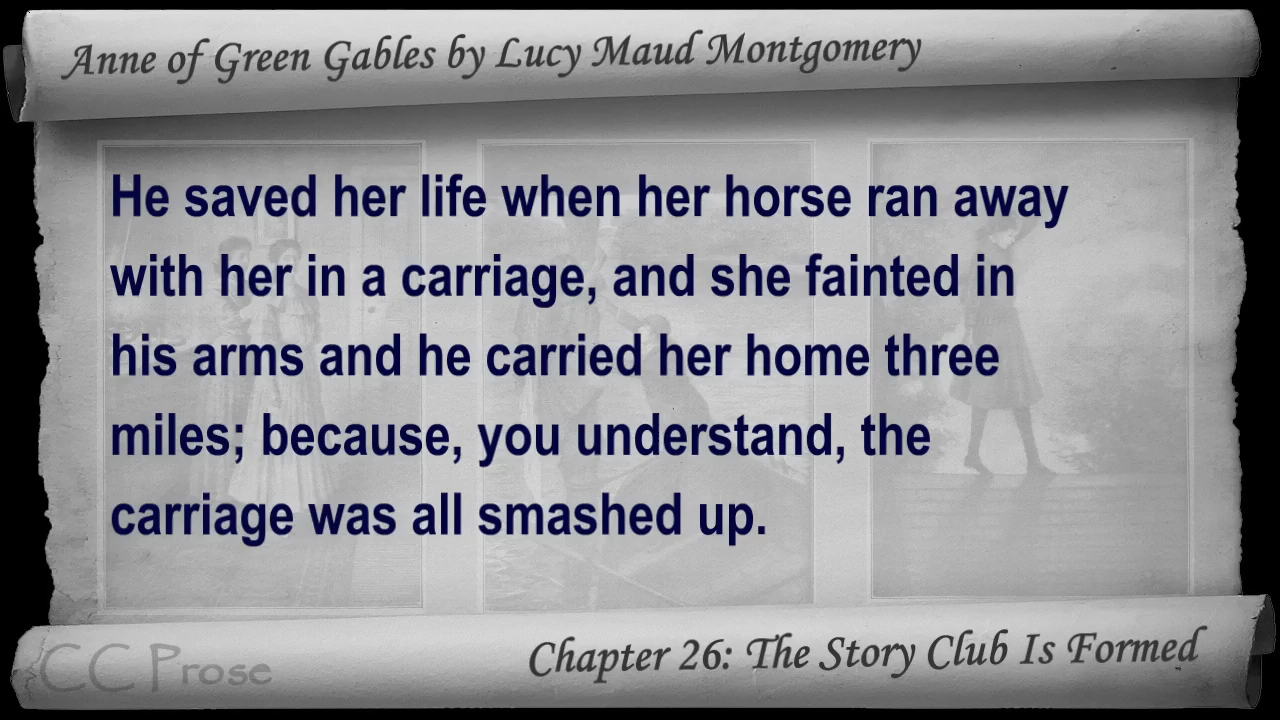 Anne of Green Gables by Lucy Maud Montgomery
He saved her life when her horse ran away
with her in a carriage, and she fainted in
his arms and he carried her home three
miles; because, you understand, the
carriage was all smashed up.
CC Prose
Chapter 26: The Story Club Is Formed